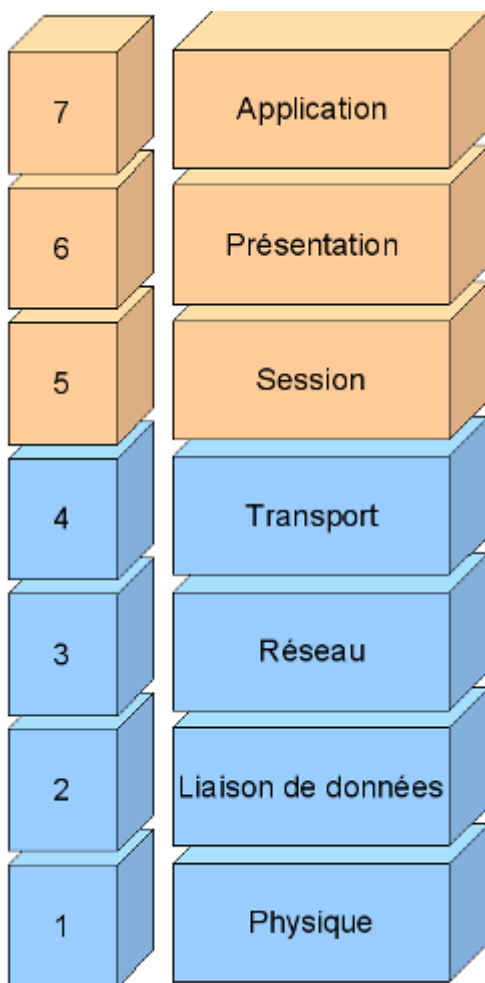 7 Application
6 Présentation
5 Session
4 Transport
3 Réseau
2 Liaison de données
1 Physique